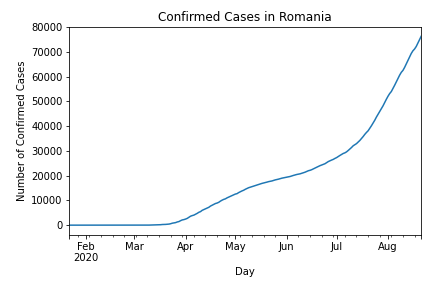 Confirmed Cases in Romania
Number of Confirmed Cases
80000
70000
60000
50000
40000
30000
20000
10000
0
Feb Mar Apr May Jun Jul Aug
2020
Day